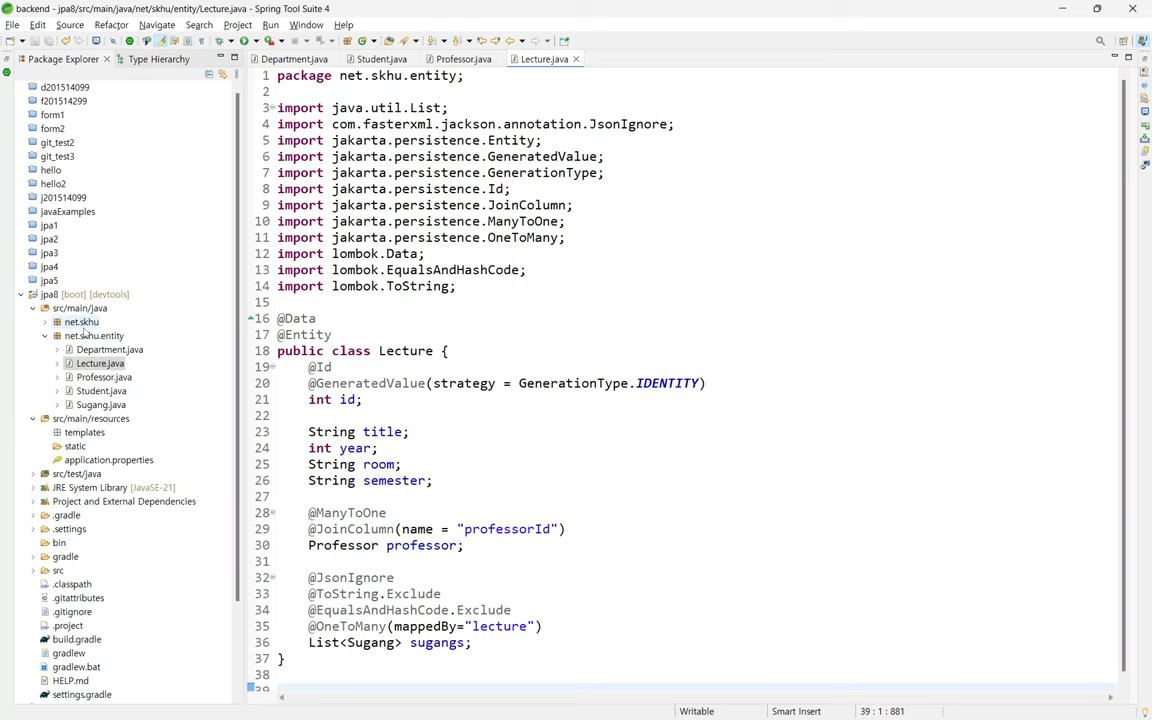 backend - jpa8/src/main/java/net/skhu/entity/Lecture.java - Spring Tool Suite 4
File Edit Source Refactor Navigate Search Project Run Window Help
Package Explorer Type Hierarchy
Department.java Student.java Professor.java Lecture.java
d201514099
f201514299
form1
form2
git_test2
git_test3
hello
hello2
j201514099
javaExamples
jpa1
jpa2
jpa3
jpa4
jpa5
jpa8 [boot] [devtools]
src/main/java
net.skhu
net.skhu.entity
Department.java
Lecture.java
Professor.java
Student.java
Sugang.java
src/main/resources
templates
static
application.properties
src/test/java
JRE System Library [JavaSE-21]
Project and External Dependencies
.gradle
.settings
bin
gradle
src
.classpath
.gitattributes
.gitignore
.project
build.gradle
gradlew
gradlew.bat
HELP.md
settings.gradle
1 package net.skhu.entity;
2
3 import java.util.List;
4 import com.fasterxml.jackson.annotation.JsonIgnore;
5 import jakarta.persistence.Entity;
6 import jakarta.persistence.GeneratedValue;
7 import jakarta.persistence.GenerationType;
8 import jakarta.persistence.Id;
9 import jakarta.persistence.JoinColumn;
10 import jakarta.persistence.ManyToOne;
11 import jakarta.persistence.OneToMany;
12 import lombok.Data;
13 import lombok.EqualsAndHashCode;
14 import lombok.ToString;
15
16 @Data
17 @Entity
18 public class Lecture {
19 @Id
20 @GeneratedValue(strategy = GenerationType.IDENTITY)
21 int id;
22
23 String title;
24 int year;
25 String room;
26 String semester;
27
28 @ManyToOne
29 @JoinColumn(name = "professorId")
30 Professor professor;
31
32 @JsonIgnore
33 @ToString.Exclude
34 @EqualsAndHashCode.Exclude
35 @OneToMany(mappedBy="lecture")
36 List<Sugang> sugangs;
37 }
38
39
Writable Smart Insert 39 : 1 : 881